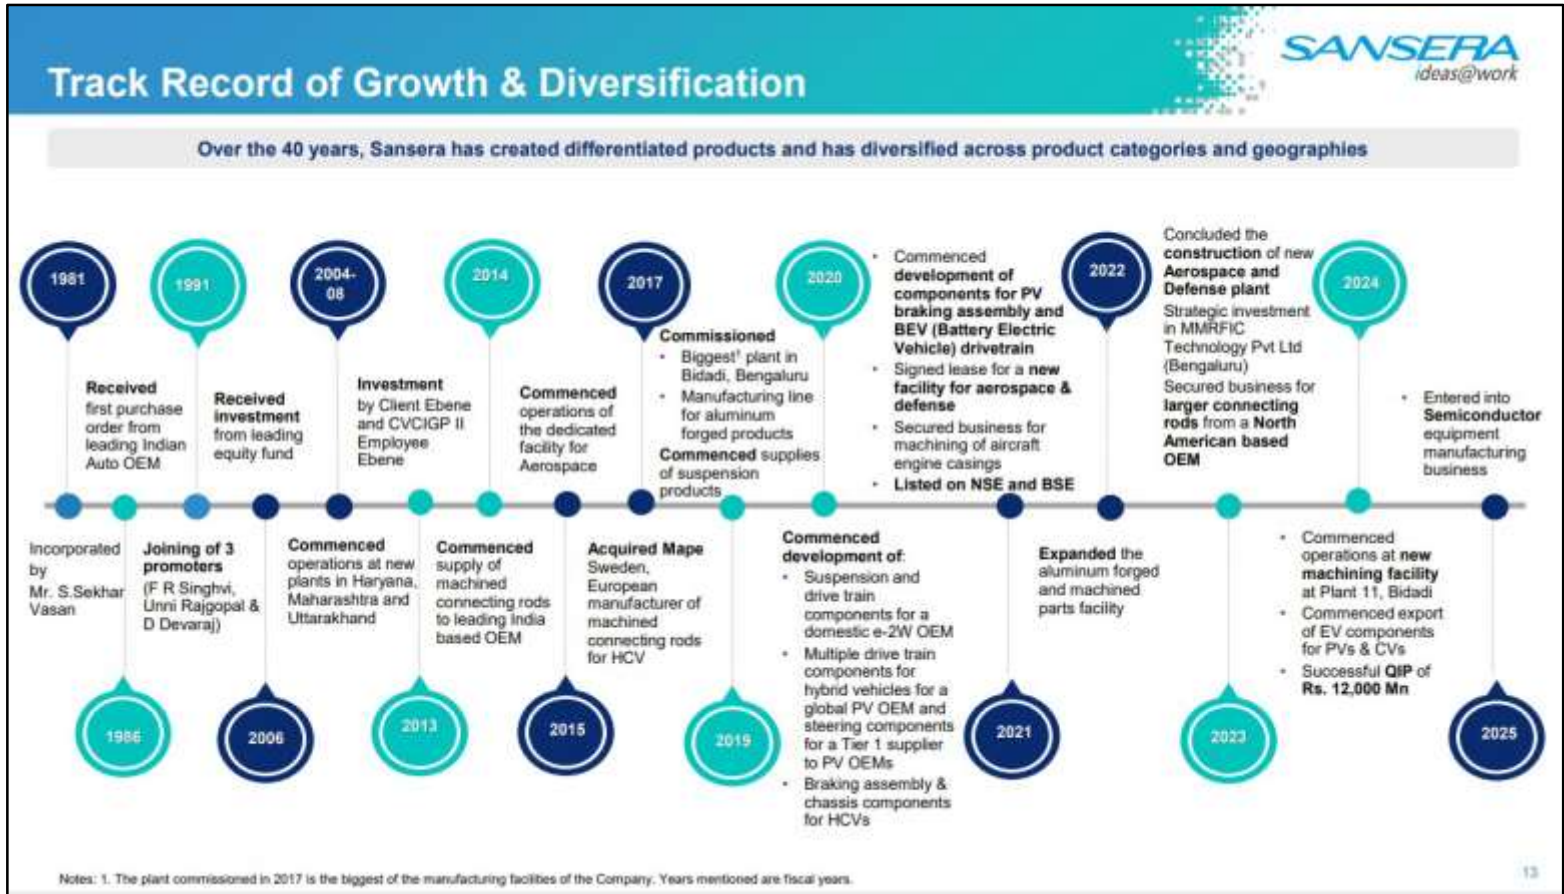 SANSERA
ideas@work
Track Record of Growth & Diversification
Over the 40 years, Sansera has created differentiated products and has diversified across product categories and geographies
1981
1991
2004-
08
2014
2017
2020
2022
2024
Received
first purchase
order from
leading Indian
Auto OEM
Received
investment
from leading
equity fund
Investment
by Client Ebene
and CVCIGP II
Employee
Ebene
Commenced
operations of
the dedicated
facility for
Aerospace
Commissioned
• Biggest¹ plant in
Bidadi, Bengaluru
• Manufacturing line
for aluminum
forged products
Commenced supplies
of suspension
products
• Commenced
development of
components for PV
braking assembly and
BEV (Battery Electric
Vehicle) drivetrain
• Signed lease for a new
facility for aerospace &
defense
• Secured business for
machining of aircraft
engine casings
• Listed on NSE and BSE
Concluded the
construction of new
Aerospace and
Defense plant
Strategic investment
in MMRFIC
Technology Pvt Ltd
(Bengaluru)
Secured business for
larger connecting
rods from a North
American based
OEM
• Entered into
Semiconductor
equipment
manufacturing
business
Incorporated
by
Mr. S.Sekhar
Vasan
Joining of 3
promoters
(F R Singhvi,
Unni Rajgopal &
D Devaraj)
Commenced
operations at new
plants in Haryana,
Maharashtra and
Uttarakhand
Commenced
supply of
machined
connecting rods
to leading India
based OEM
Acquired Mape
Sweden,
European
manufacturer of
machined
connecting rods
for HCV
Commenced
development of:
• Suspension and
drive train
components for a
domestic e-2W OEM
• Multiple drive train
components for
hybrid vehicles for a
global PV OEM and
steering components
for a Tier 1 supplier
to PV OEMs
• Braking assembly &
chassis components
for HCVs
Expanded the
aluminum forged
and machined
parts facility
• Commenced
operations at new
machining facility
at Plant 11, Bidadi
• Commenced export
of EV components
for PVs & CVs
• Successful QIP of
Rs. 12,000 Mn
1986
2006
2013
2015
2019
2021
2023
2025
Notes: 1. The plant commissioned in 2017 is the biggest of the manufacturing facilities of the Company. Years mentioned are fiscal years.
13